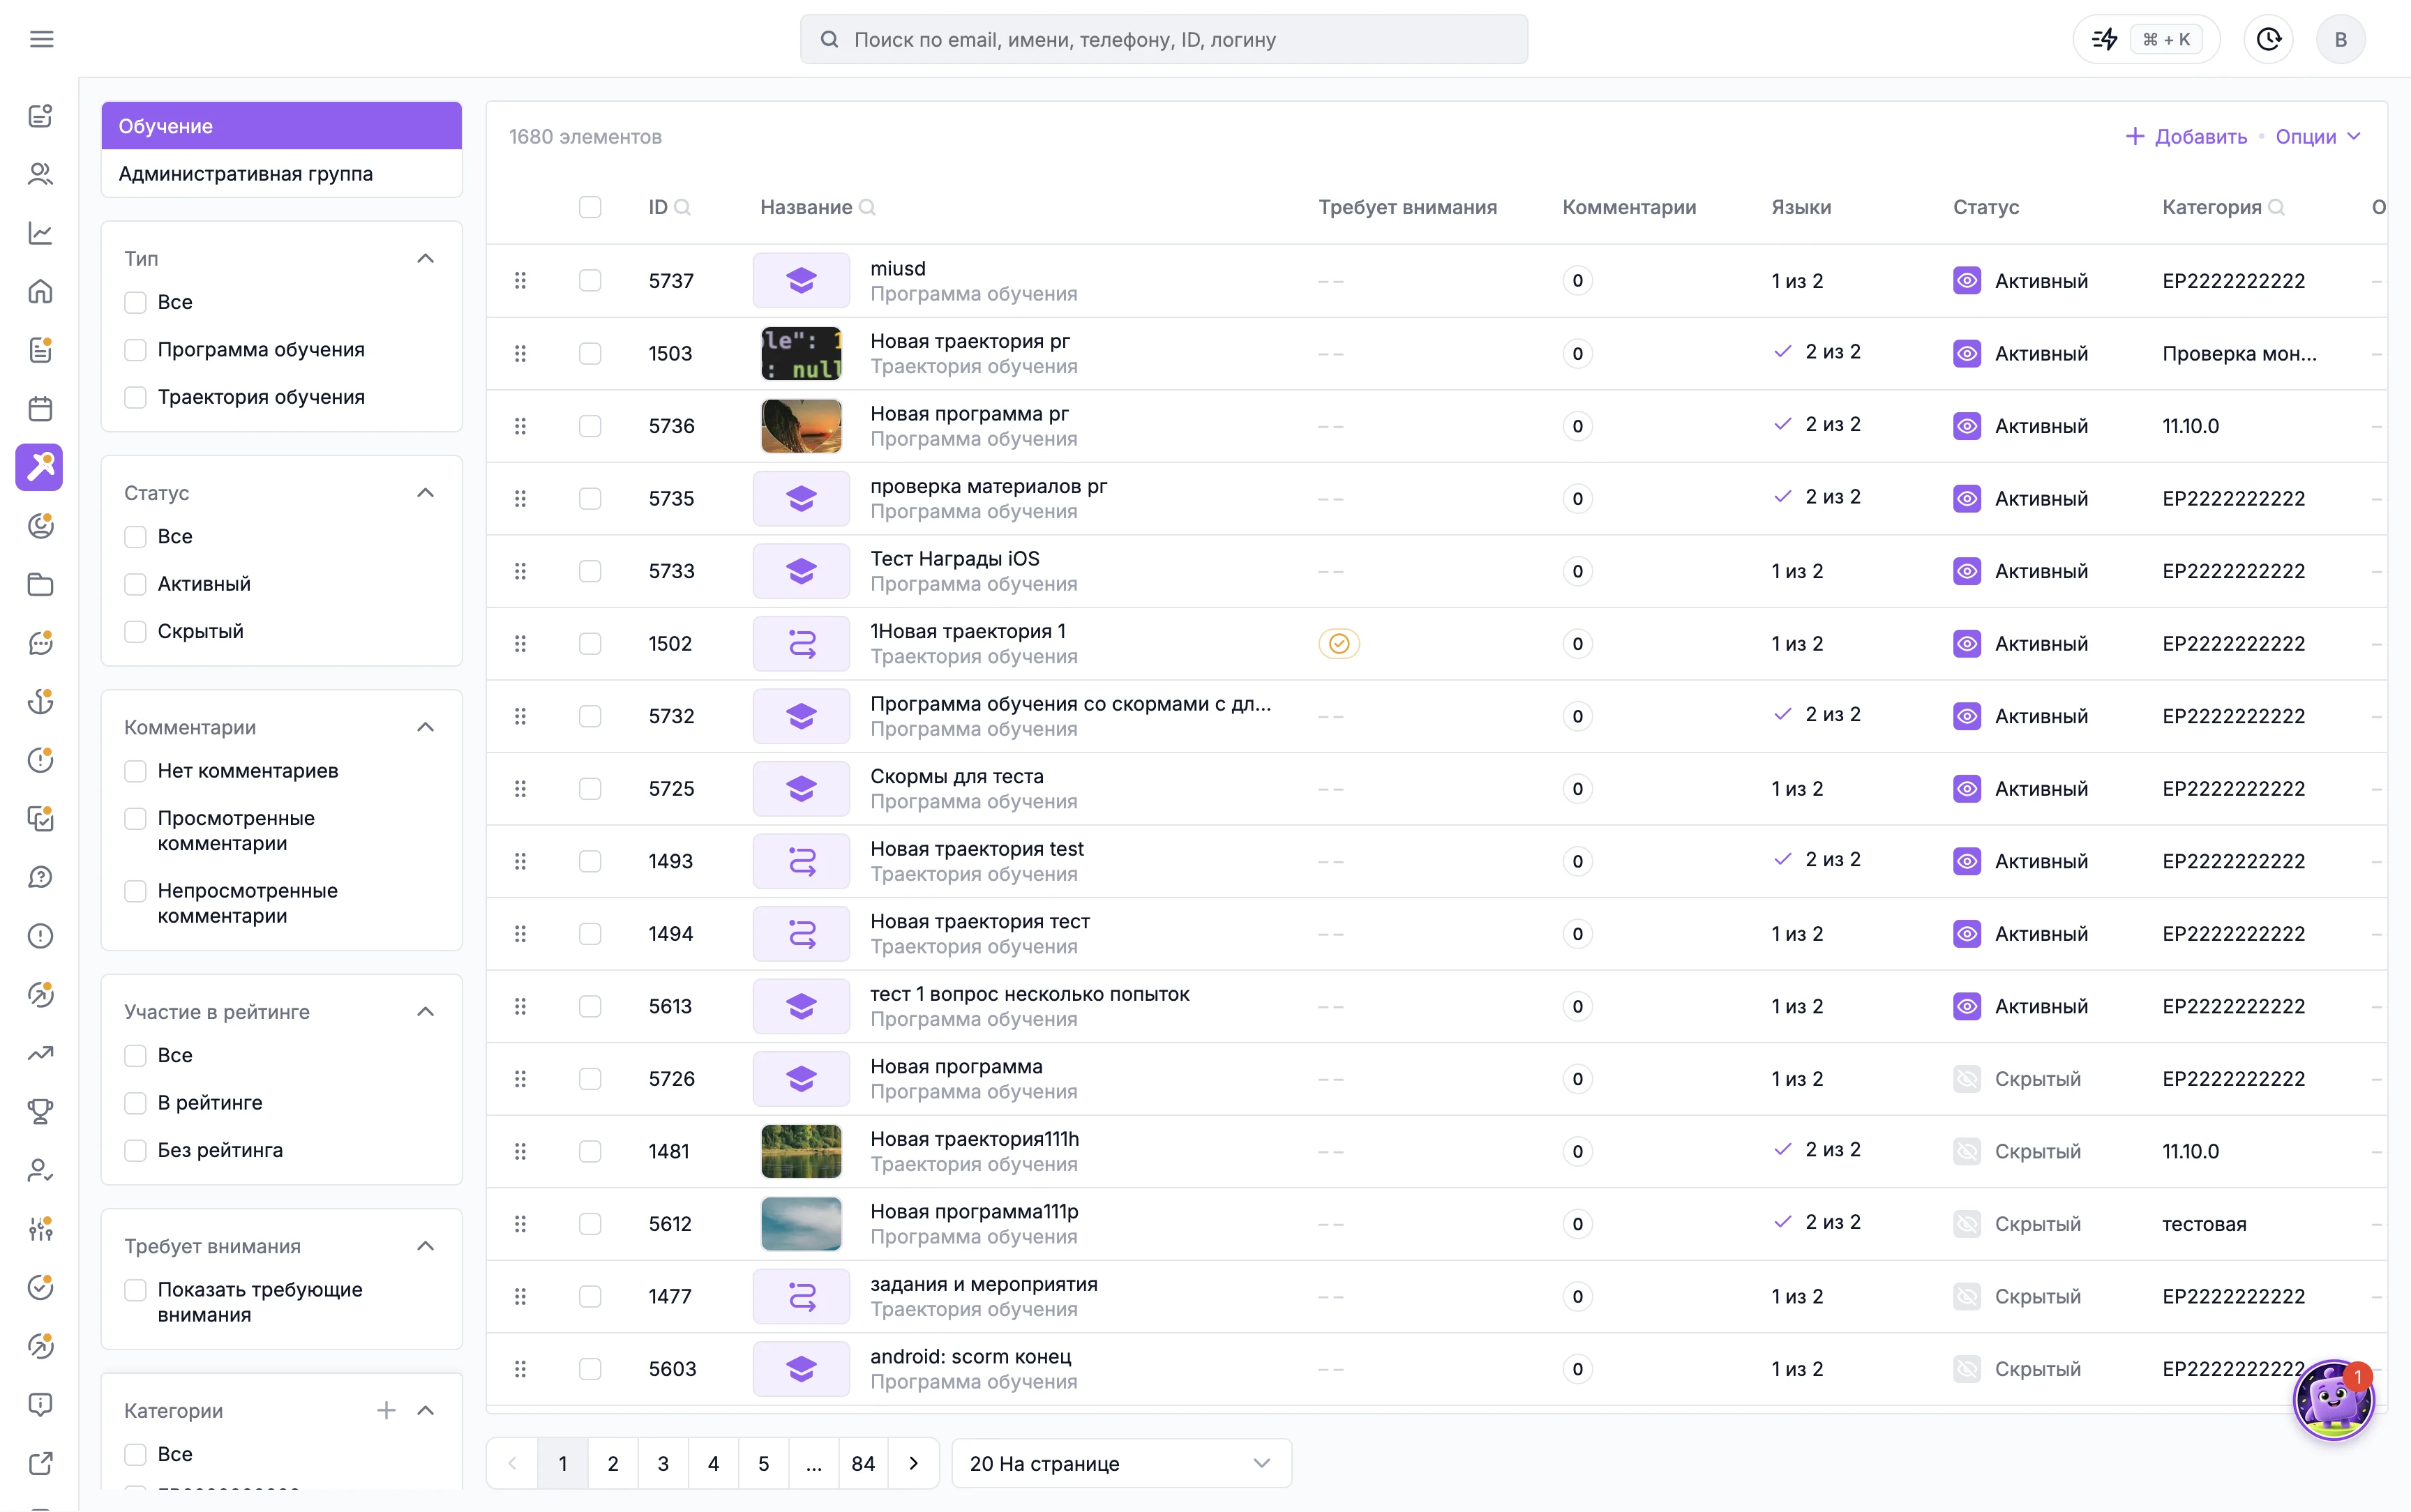 Поиск по email, имени, телефону, ID, логину
⌘ + K
B
Обучение
Административная группа
Тип
Все
Программа обучения
Траектория обучения
Статус
Все
Активный
Скрытый
Комментарии
Нет комментариев
Просмотренные
комментарии
Непросмотренные
комментарии
Участие в рейтинге
Все
В рейтинге
Без рейтинга
Требует внимания
Показать требующие
внимания
Категории
Все
1680 элементов
Добавить
Опции
ID Название Требует внимания Комментарии Языки Статус Категория О
5737 miusd -- 0 1 из 2 Активный EP2222222222
Программа обучения
le": 1
: null
1503 Новая траектория рг -- 0 2 из 2 Активный Проверка мон...
Траектория обучения
5736 Новая программа рг -- 0 2 из 2 Активный 11.10.0
Программа обучения
5735 проверка материалов рг -- 0 2 из 2 Активный EP2222222222
Программа обучения
5733 Тест Награды iOS -- 0 1 из 2 Активный EP2222222222
Программа обучения
1502 1Новая траектория 1 0 1 из 2 Активный EP2222222222
Траектория обучения
5732 Программа обучения со скормами с дл... -- 0 2 из 2 Активный EP2222222222
Программа обучения
5725 Скормы для теста -- 0 1 из 2 Активный EP2222222222
Программа обучения
1493 Новая траектория test -- 0 2 из 2 Активный EP2222222222
Траектория обучения
1494 Новая траектория тест -- 0 1 из 2 Активный EP2222222222
Траектория обучения
5613 тест 1 вопрос несколько попыток -- 0 1 из 2 Активный EP2222222222
Программа обучения
5726 Новая программа -- 0 1 из 2 Скрытый EP2222222222
Программа обучения
1481 Новая траектория111h -- 0 2 из 2 Скрытый 11.10.0
Траектория обучения
5612 Новая программа111р -- 0 2 из 2 Скрытый тестовая
Программа обучения
1477 задания и мероприятия -- 0 1 из 2 Скрытый EP2222222222
Траектория обучения
5603 android: scorm конец -- 0 1 из 2 Скрытый EP2222222222
Программа обучения
1
1 2 3 4 5 ... 84
20 На странице